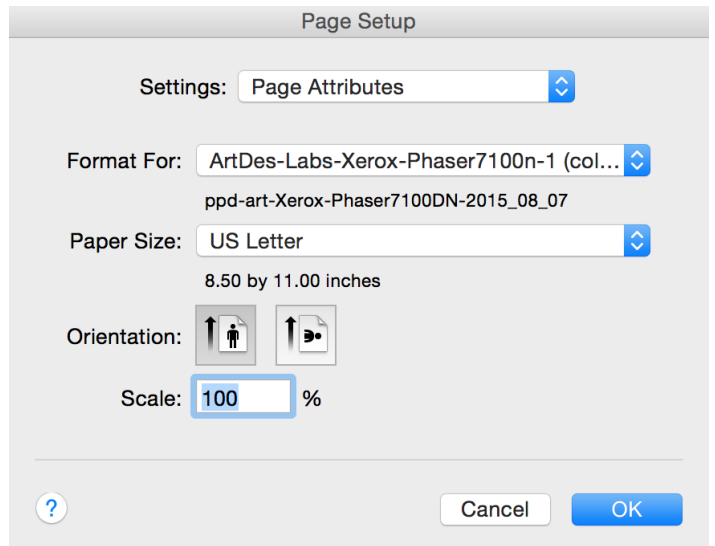 Page Setup
Settings: Page Attributes
Format For: ArtDes-Labs-Xerox-Phaser7100n-1 (col...
ppd-art-Xerox-Phaser7100DN-2015_08_07
Paper Size: US Letter
8.50 by 11.00 inches
Orientation:
Scale: 100 %
? Cancel OK